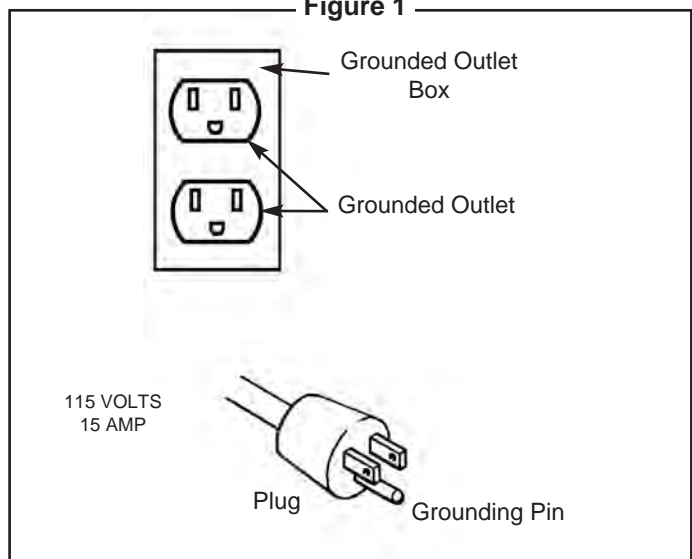 Figure 1
Grounded Outlet
Box
Grounded Outlet
115 VOLTS
15 AMP
Plug
Grounding Pin